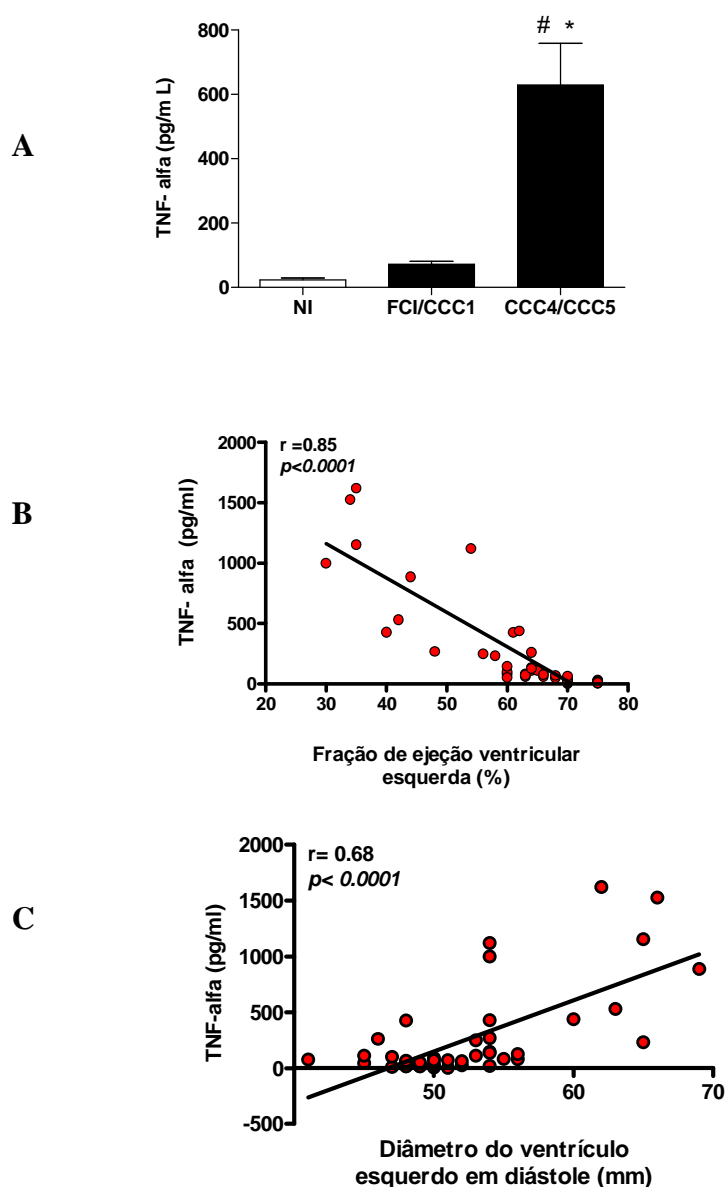 A
# *
TNF- alfa (pg/m L)
800
600
400
200
0
NI FCI/CCC1 CCC4/CCC5
B
r =0.85
p<0.0001
TNF- alfa (pg/ml)
2000
1500
1000
500
0
20 30 40 50 60 70 80
Fração de ejeção ventricular
esquerda (%)
C
r= 0.68
p< 0.0001
TNF-alfa (pg/ml)
2000
1500
1000
500
0
-500
50 60 70
Diâmetro do ventrículo
esquerdo em diástole (mm)